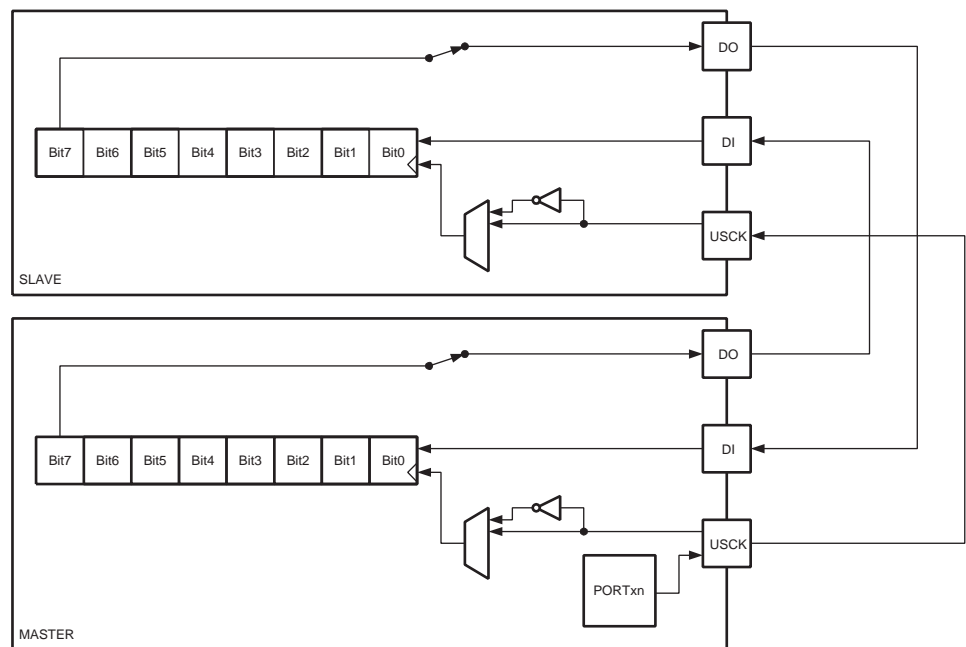 DO
Bit7 Bit6 Bit5 Bit4 Bit3 Bit2 Bit1 Bit0
DI
USCK
SLAVE
DO
Bit7 Bit6 Bit5 Bit4 Bit3 Bit2 Bit1 Bit0
DI
USCK
PORTxn
MASTER